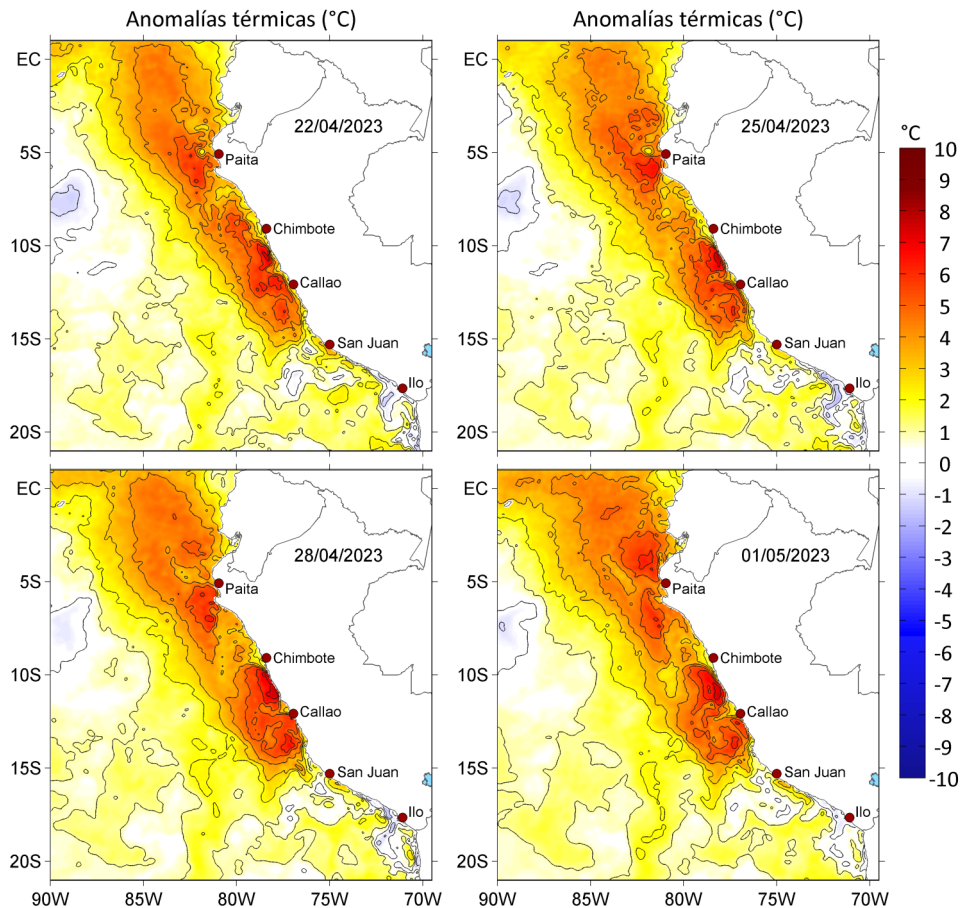 Anomalías térmicas (°C)
Anomalías térmicas (°C)
EC
5S
10S
15S
20S
22/04/2023
Paita
Chimbote
Callao
San Juan
Ilo
EC
5S
10S
15S
20S
25/04/2023
Paita
Chimbote
Callao
San Juan
Ilo
EC
5S
10S
15S
20S
28/04/2023
Paita
Chimbote
Callao
San Juan
Ilo
90W 85W 80W 75W 70W
EC
5S
10S
15S
20S
01/05/2023
Paita
Chimbote
Callao
San Juan
Ilo
90W 85W 80W 75W 70W
°C
10
9
8
7
6
5
4
3
2
1
0
-1
-2
-3
-4
-5
-6
-7
-8
-9
-10